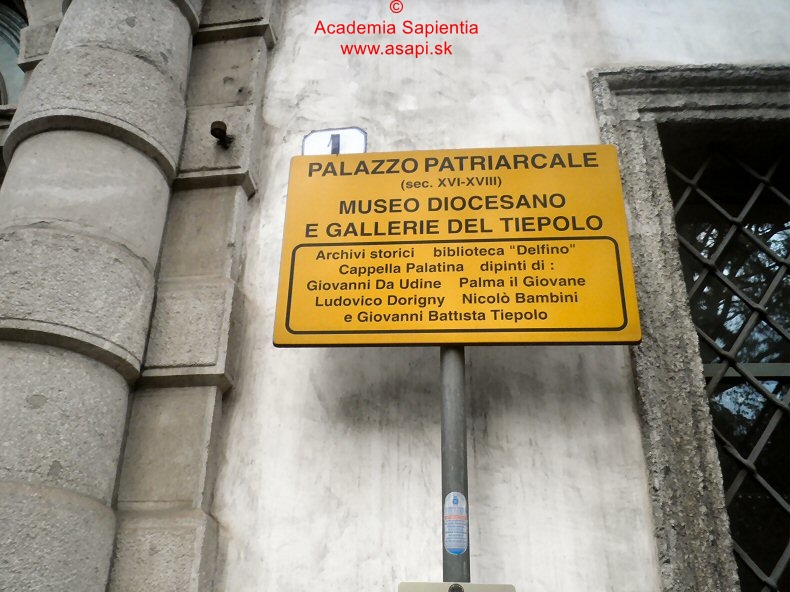 ©
Academia Sapientia
www.asapi.sk
1
PALAZZO PATRIARCALE
(sec. XVI-XVIII)
MUSEO DIOCESANO
E GALLERIE DEL TIEPOLO
Archivi storici biblioteca "Delfino"
Cappella Palatina dipinti di :
Giovanni Da Udine Palma il Giovane
Ludovico Dorigny Nicolò Bambini
e Giovanni Battista Tiepolo